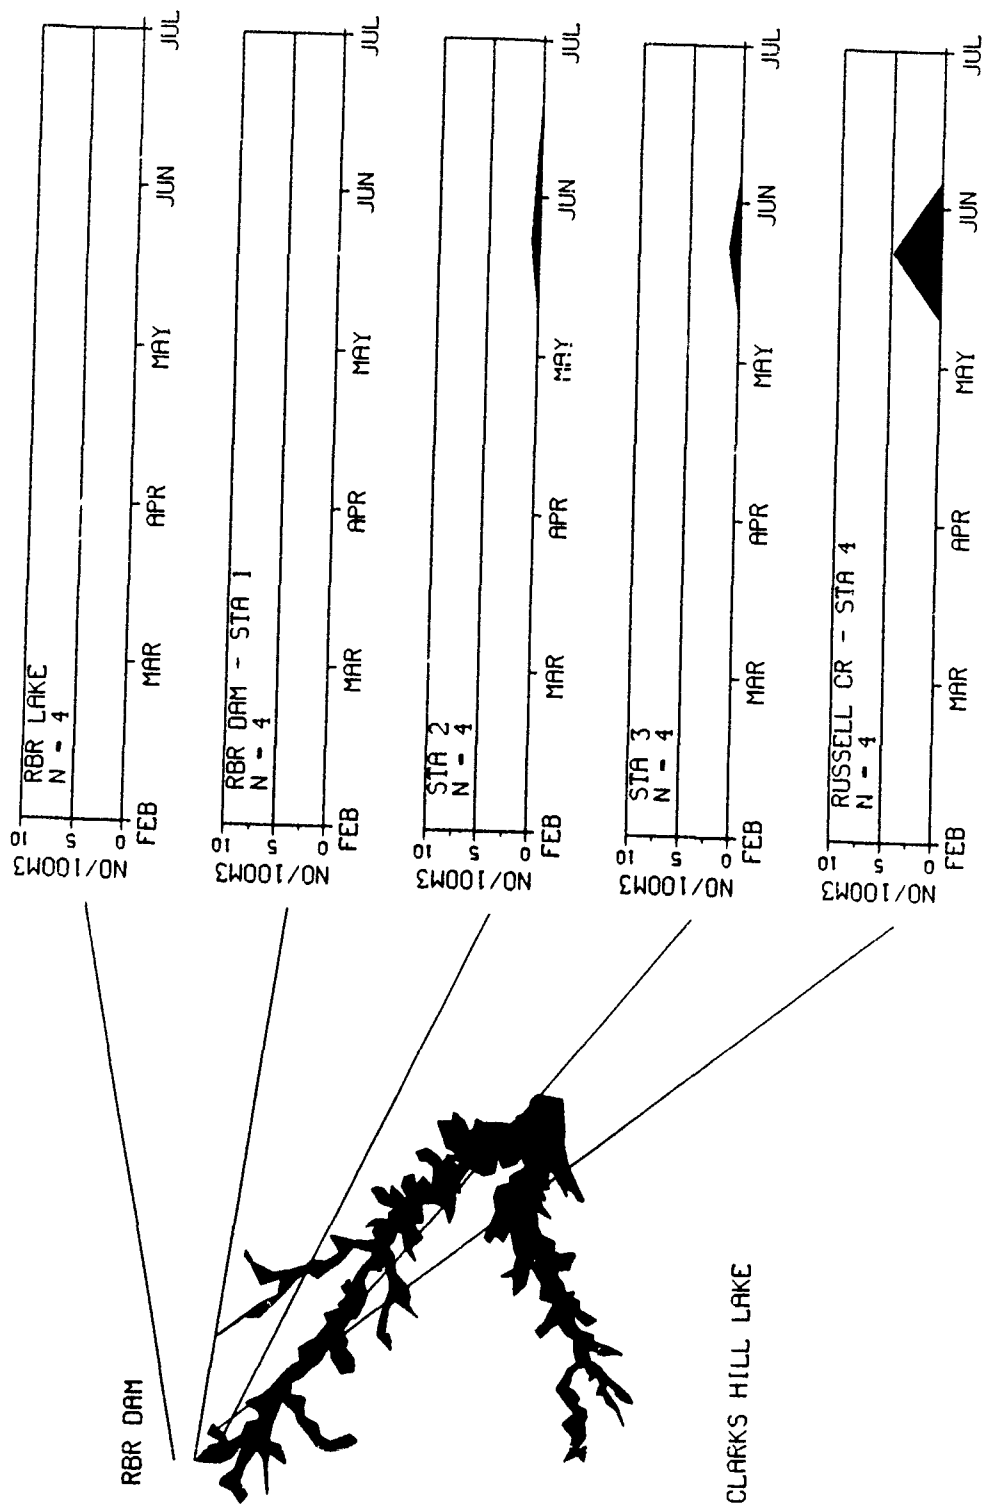 RBR LAKE
N = 4
10
5
0
NO/100M3
FEB
MAR
APR
MAY
JUN
JUL
RBR DAM - STA 1
N = 4
10
5
0
NO/100M3
FEB
MAR
APR
MAY
JUN
JUL
STA 2
N = 4
10
5
0
NO/100M3
FEB
MAR
APR
MAY
JUN
JUL
STA 3
N = 4
10
5
0
NO/100M3
FEB
MAR
APR
MAY
JUN
JUL
RUSSELL CR - STA 4
N = 4
10
5
0
NO/100M3
FEB
MAR
APR
MAY
JUN
JUL
RBR DAM
CLARKS HILL LAKE